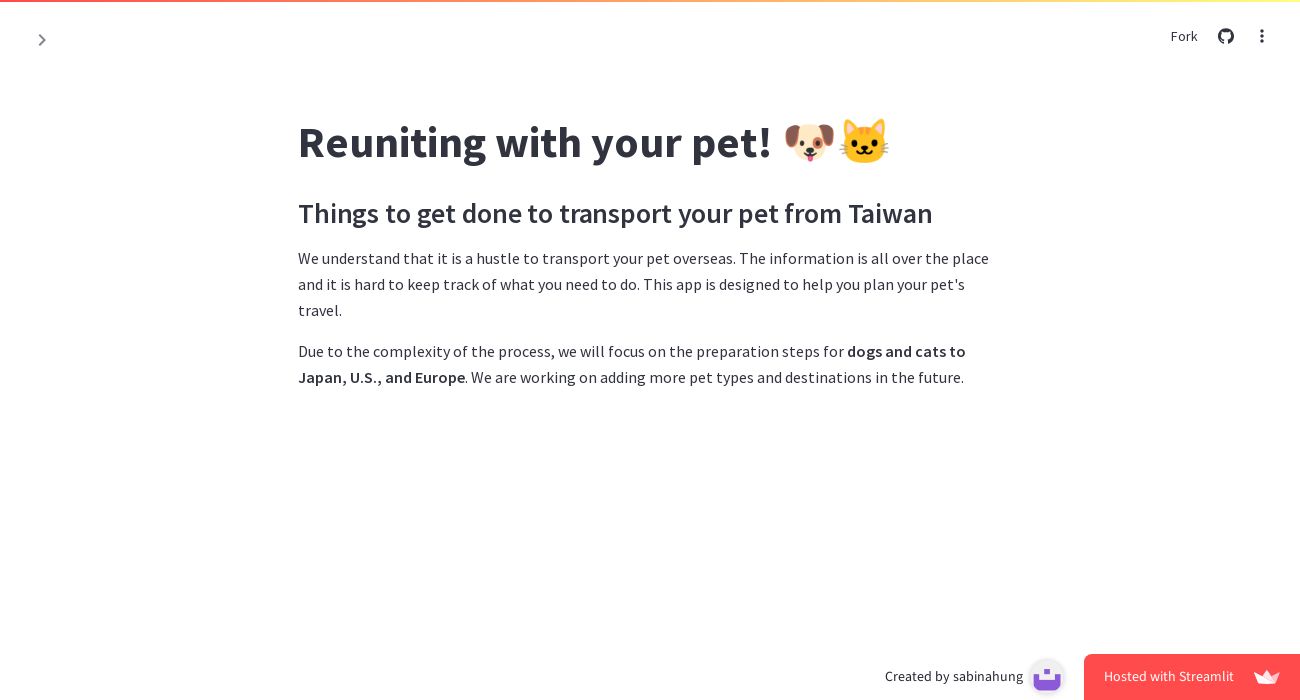 Fork
Reuniting with your pet! 🐶🐱
Things to get done to transport your pet from Taiwan
We understand that it is a hustle to transport your pet overseas. The information is all over the place
and it is hard to keep track of what you need to do. This app is designed to help you plan your pet's
travel.
Due to the complexity of the process, we will focus on the preparation steps for dogs and cats to
Japan, U.S., and Europe. We are working on adding more pet types and destinations in the future.
Created by sabinahung
Hosted with Streamlit